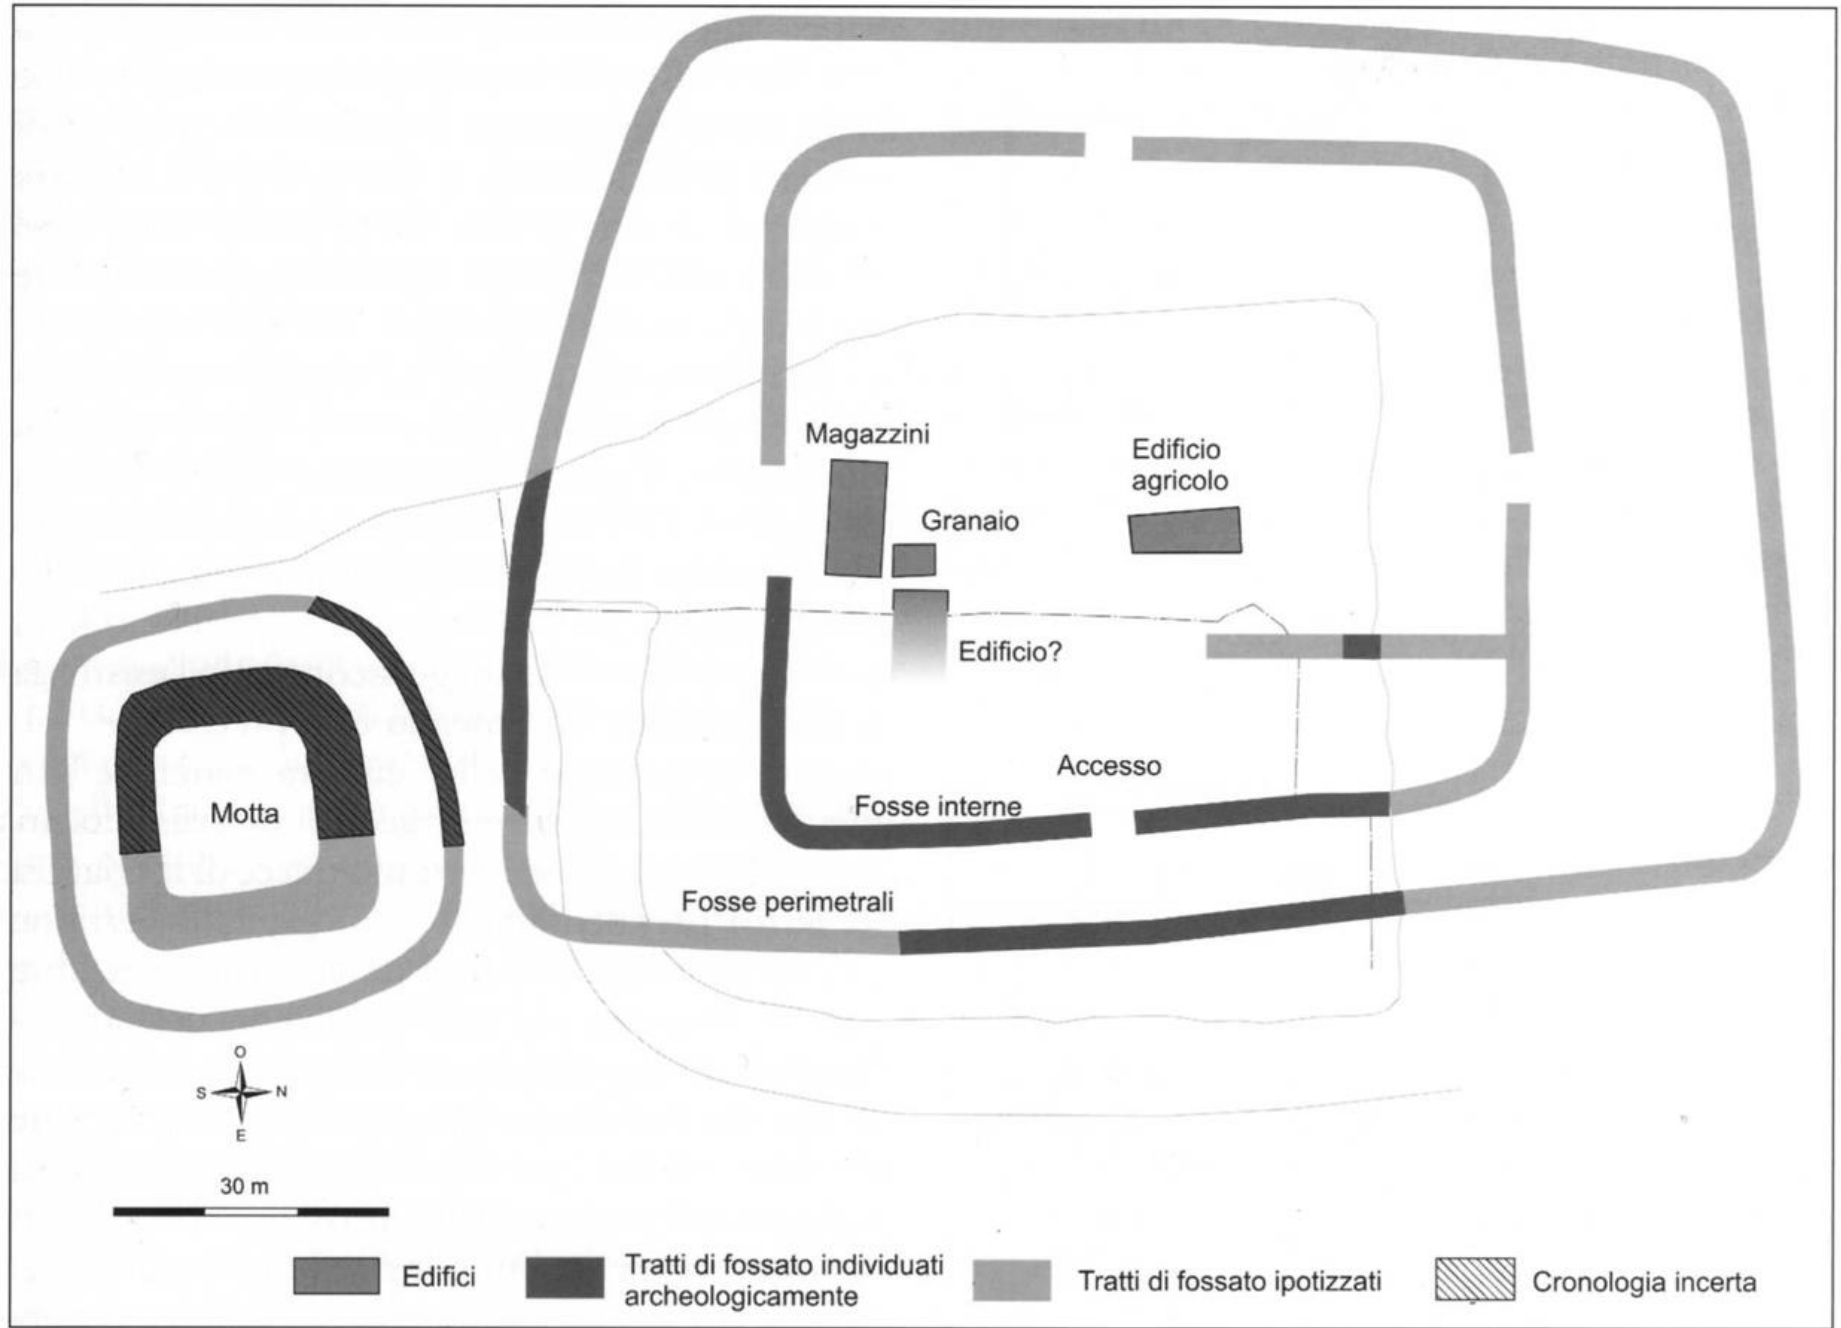 Magazzini
Edificio
agricolo
Granaio
Edificio?
Accesso
Motta
Fosse interne
Fosse perimetrali
O
S N
E
30 m
Edifici
Tratti di fossato individuati
archeologicamente
Tratti di fossato ipotizzati
Cronologia incerta